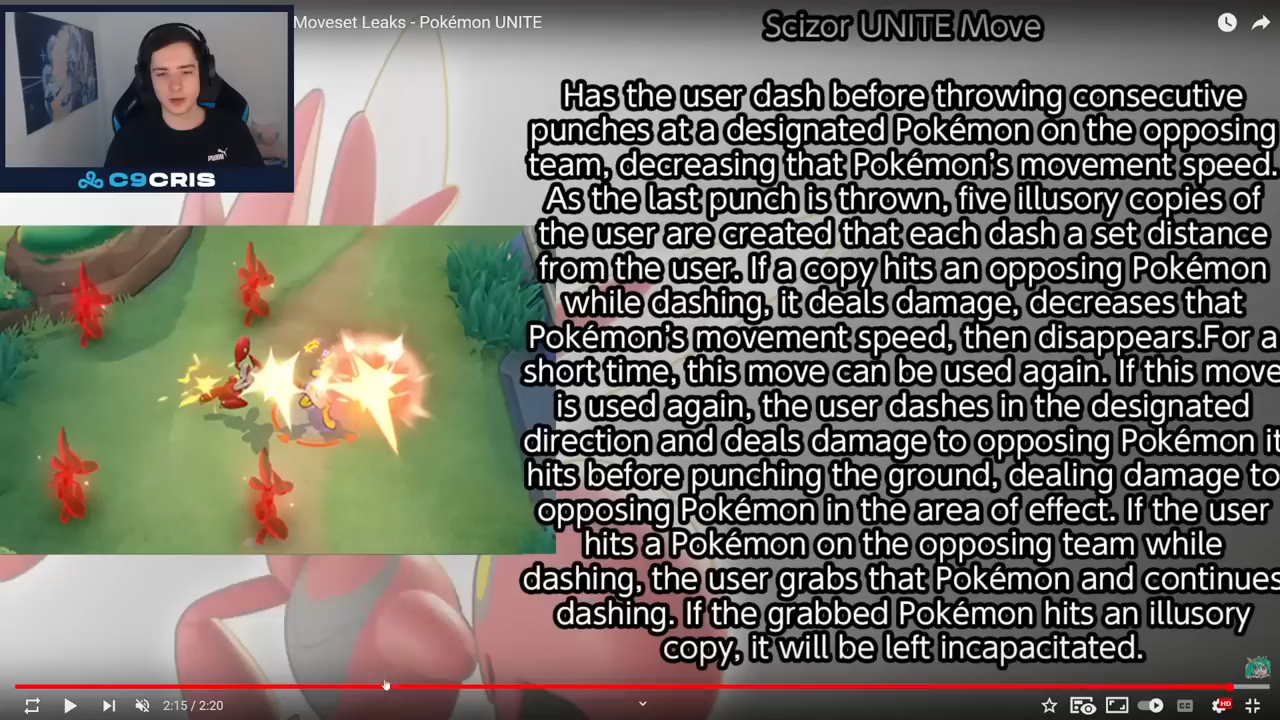 Moveset Leaks - Pokémon UNITE
Scizor UNITE Move
Has the user dash before throwing consecutive
punches at a designated Pokémon on the opposing
team, decreasing that Pokémon's movement speed.
As the last punch is thrown, five illusory copies of
the user are created that each dash a set distance
from the user. If a copy hits an opposing Pokémon
while dashing, it deals damage, decreases that
Pokémon's movement speed, then disappears.For a
short time, this move can be used again. If this move
is used again, the user dashes in the designated
direction and deals damage to opposing Pokémon it
hits before punching the ground, dealing damage to
opposing Pokémon in the area of effect. If the user
hits a Pokémon on the opposing team while
dashing, the user grabs that Pokémon and continues
dashing. If the grabbed Pokémon hits an illusory
copy, it will be left incapacitated.
PUMA
C9CRIS
2:15 / 2:20
CC
HD